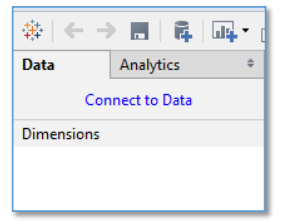 Data Analytics
Connect to Data
Dimensions